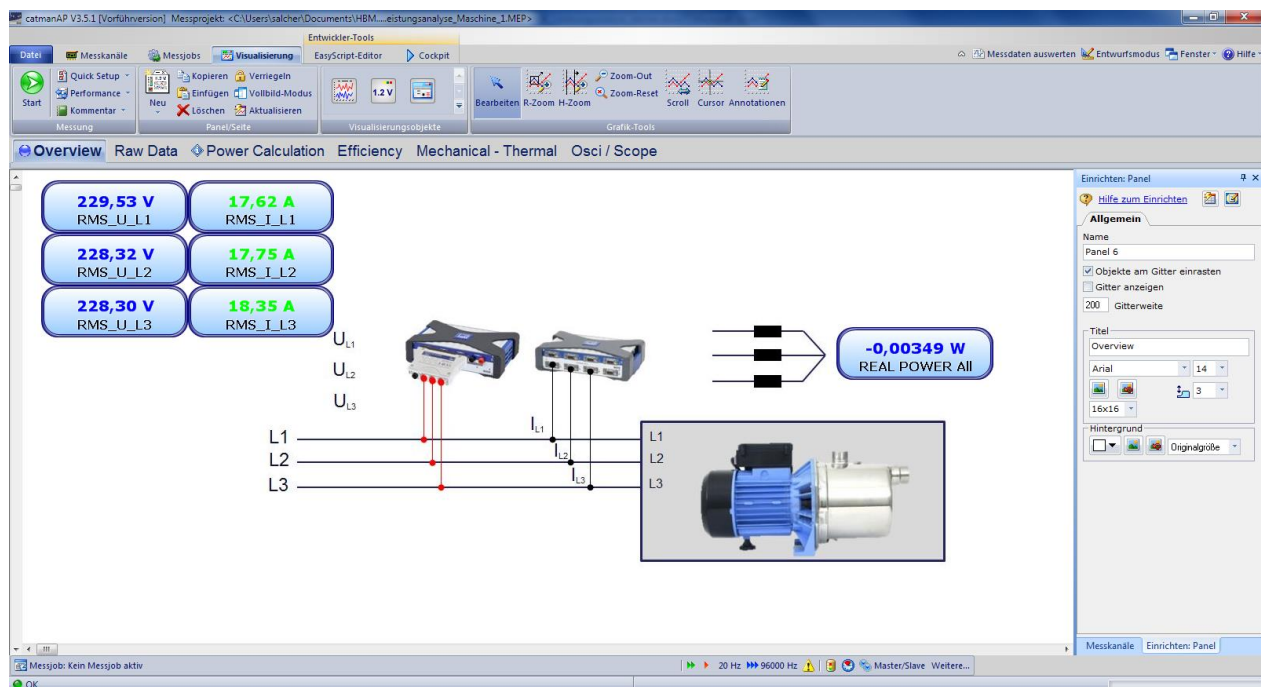 catmanAP V3.5.1 [Vorführversion] Messprojekt: <C:\Users\salcher\Documents\HBM.....eistungsanalyse_Maschine_1.MEP>
Entwickler-Tools
Datei Messkanäle Messjobs Visualisierung EasyScript-Editor Cockpit Messdaten auswerten Entwurfsmodus Fenster Hilfe
Start
Quick Setup
Performance
Kommentar
Messung
Neu
Kopieren Verriegeln
Einfügen Vollbild-Modus
Löschen Aktualisieren
Panel/Seite
1.2 V
Visualisierungsobjekte
Bearbeiten R-Zoom H-Zoom
Zoom-Out
Zoom-Reset
Scroll Cursor Annotationen
Grafik-Tools
Overview Raw Data Power Calculation Efficiency Mechanical - Thermal Osci / Scope
229,53 V
RMS_U_L1
17,62 A
RMS_I_L1
228,32 V
RMS_U_L2
17,75 A
RMS_I_L2
228,30 V
RMS_U_L3
18,35 A
RMS_I_L3
UL1
UL2
UL3
-0,00349 W
REAL POWER All
L1
L2
L3
IL1
IL2
IL3
L1
L2
L3
Einrichten: Panel
Hilfe zum Einrichten
Allgemein
Name
Panel 6
Objekte am Gitter einrasten
Gitter anzeigen
200 Gitterweite
Titel
Overview
Arial 14
3
16x16
Hintergrund
Originalgröße
Messkanäle Einrichten: Panel
Messjob: Kein Messjob aktiv
20 Hz 96000 Hz Master/Slave Weitere...
OK